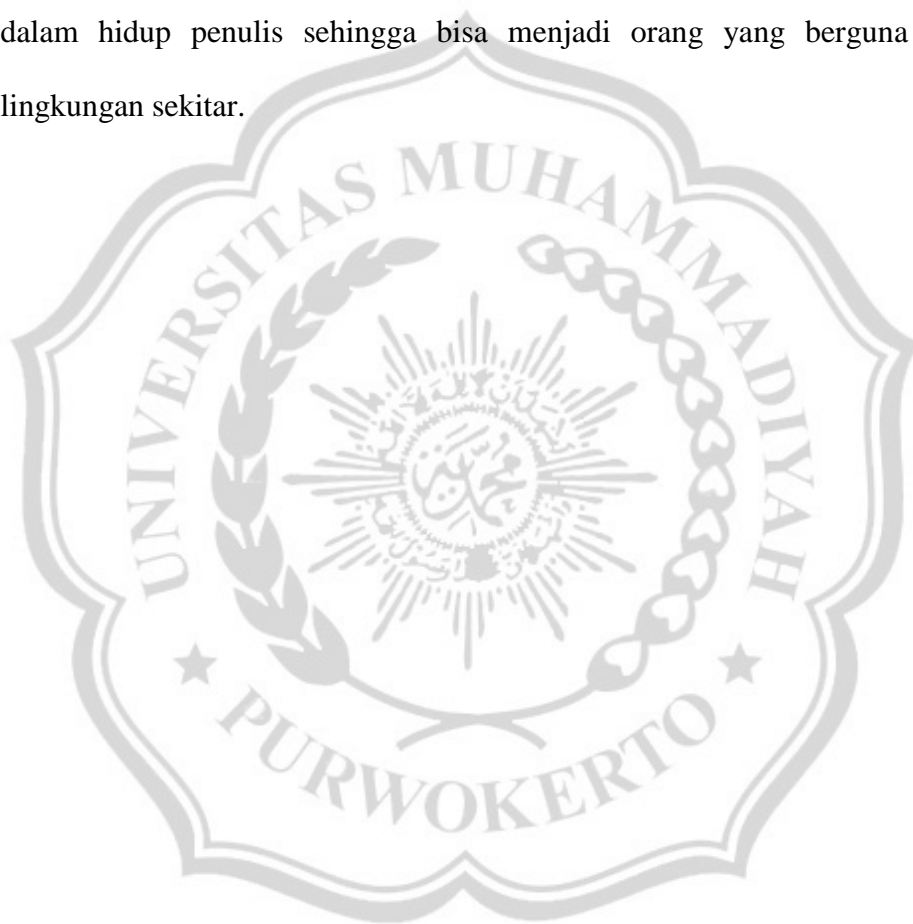 dalam hidup penulis sehingga bisa menjadi orang yang berguna
lingkungan sekitar.
UNIVERSITAS MUHAMMADIYAH
PURWOKERTO